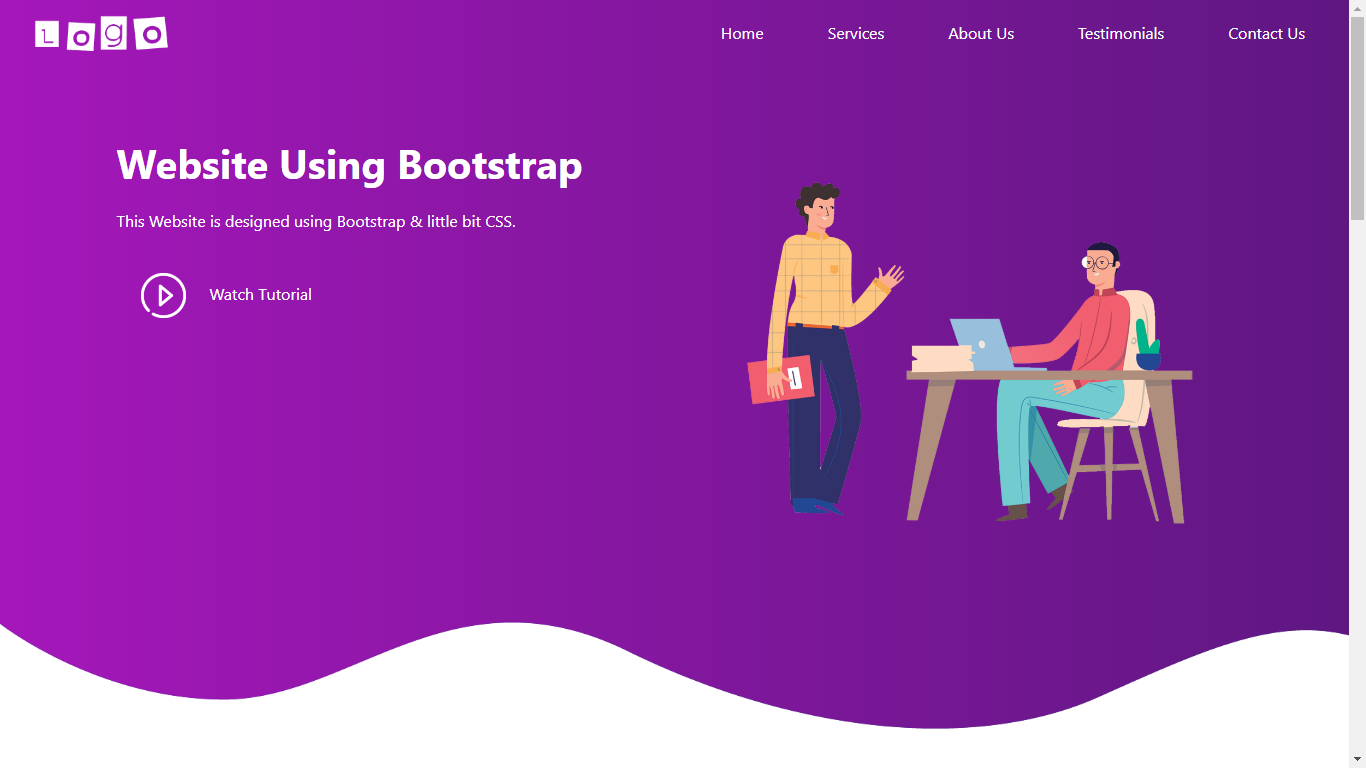 Logo
Home Services About Us Testimonials Contact Us
Website Using Bootstrap
This Website is designed using Bootstrap & little bit CSS.
Watch Tutorial